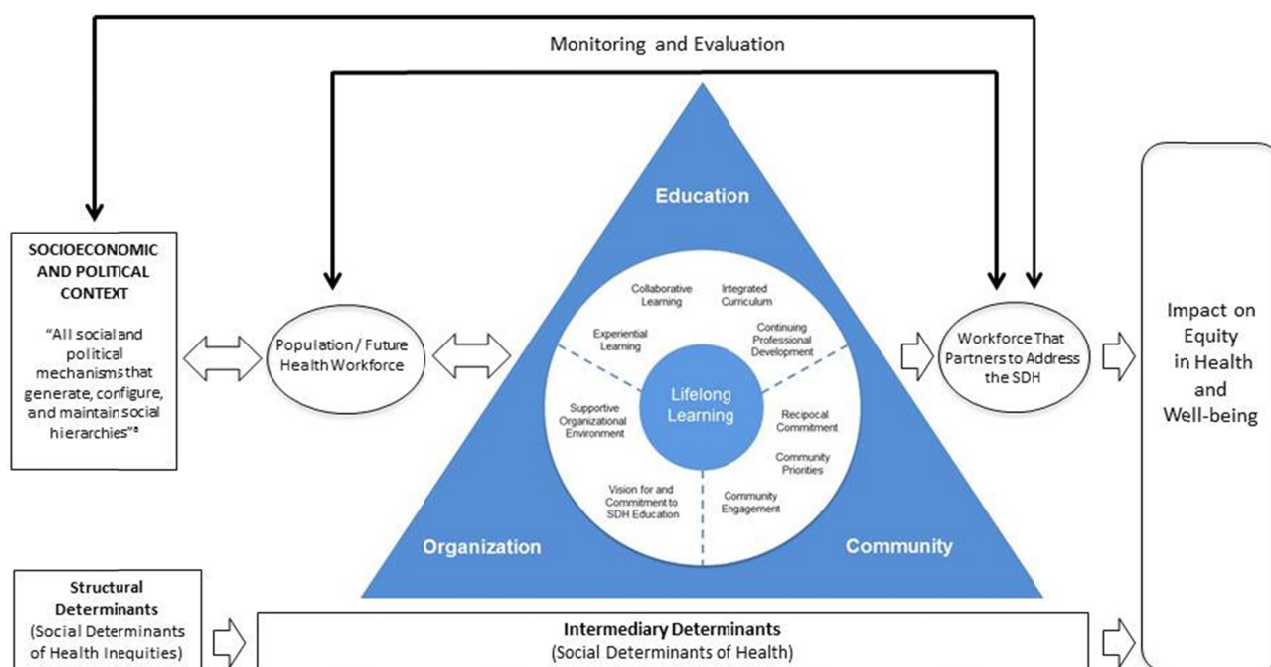 Monitoring and Evaluation
SOCIOECONOMIC
AND POLITICAL
CONTEXT
“All social and
political
mechanisms that
generate, configure,
and maintain social
hierarchies”ᵃ
Population / Future
Health Workforce
Education
Collaborative
Learning
Integrated
Curriculum
Experiential
Learning
Continuing
Professional
Development
Lifelong
Learning
Supportive
Organizational
Environment
Reciprocal
Commitment
Community
Priorities
Vision for and
Commitment to
SDH Education
Community
Engagement
Organization
Community
Workforce That
Partners to Address
the SDH
Impact on
Equity
in Health
and
Well-being
Structural
Determinants
(Social Determinants
of Health Inequities)
Intermediary Determinants
(Social Determinants of Health)